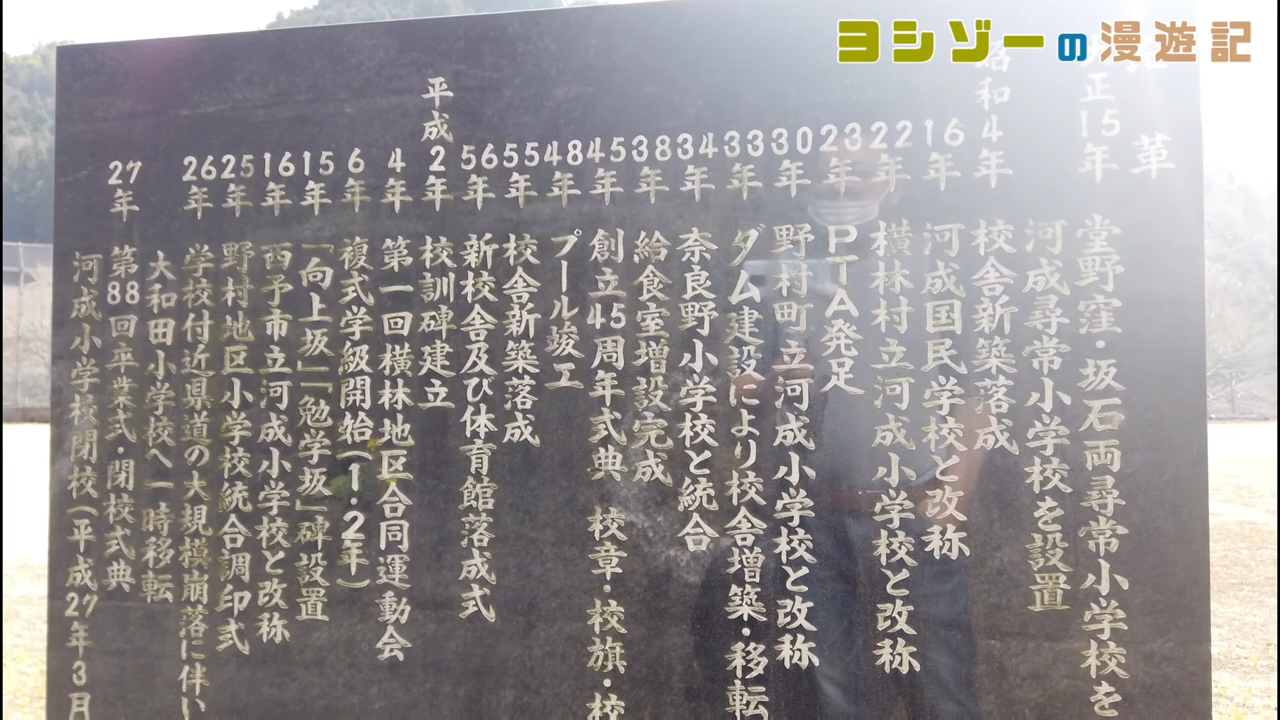 ヨシゾーの漫遊記
革
正15年 堂野窪・坂石両尋常小学校を
河成尋常小学校を設置
昭和4年 校舎新築落成
16年 河成国民学校と改称
22年 横林村立河成小学校と改称
23年 PTA発足
30年 野村町立河成小学校と改称
33年 ダム建設により校舎増築・移転
34年 奈良野小学校と統合
38年 給食室増設完成
45年 創立45周年式典 校章・校旗・校
48年 プール竣工
55年 校舎新築落成
56年 新校舎及び体育館落成式
平成2年 校訓碑建立
4年 第一回横林地区合同運動会
6年 複式学級開始(1・2年)
15年 「向上坂」「勉学坂」碑設置
16年 西予市立河成小学校と改称
25年 野村地区小学校統合調印式
26年 学校付近県道の大規模崩落に伴い
大和田小学校へ一時移転
27年 第88回卒業式・閉校式典
河成小学校閉校(平成27年3月